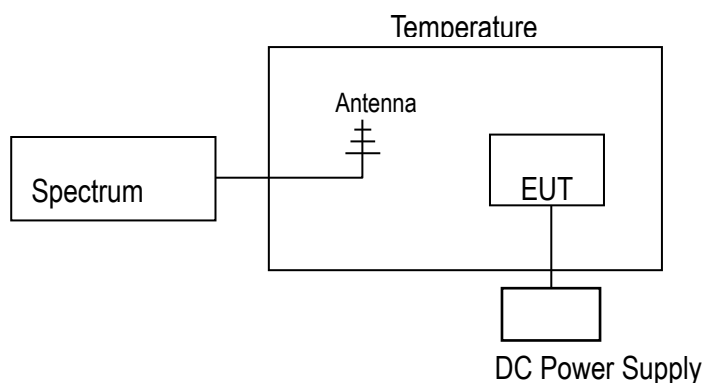 Temperature
Antenna
Spectrum
EUT
DC Power Supply